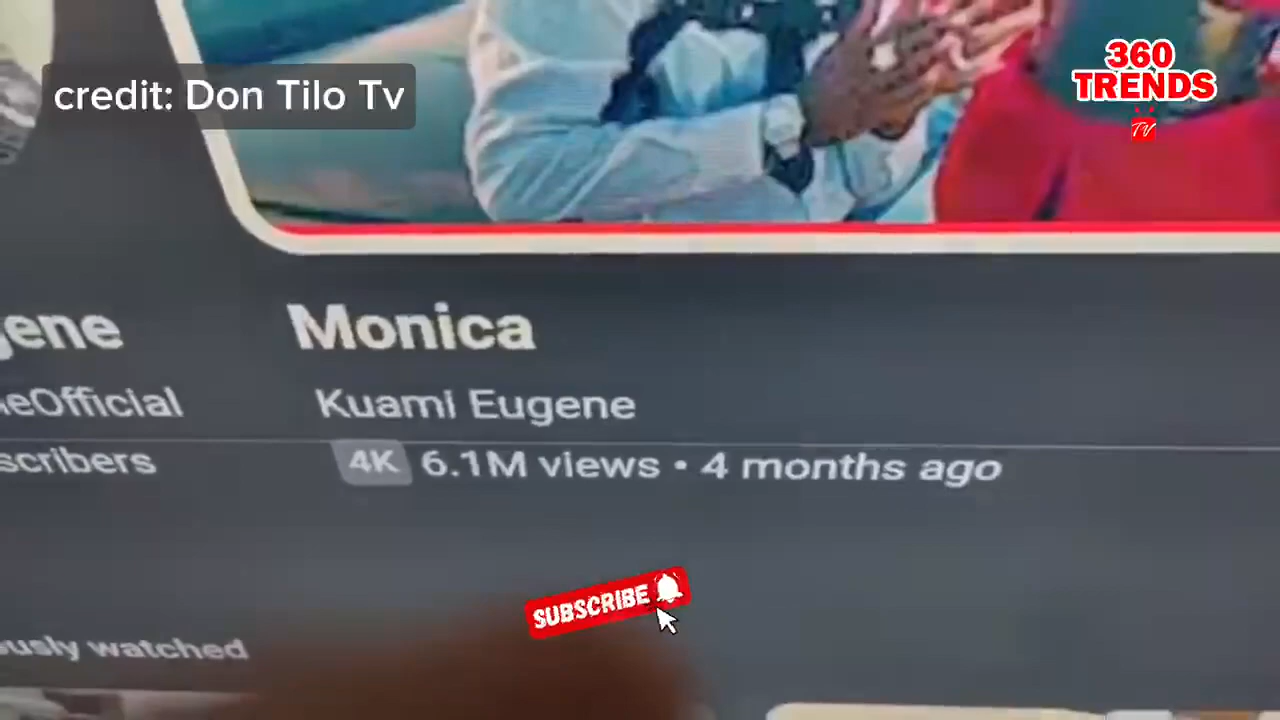 credit: Don Tilo Tv
360
TRENDS
TV
Monica
Kuami Eugene
4K 6.1M views • 4 months ago
ene
eOfficial
scribers
SUBSCRIBE
usly watched